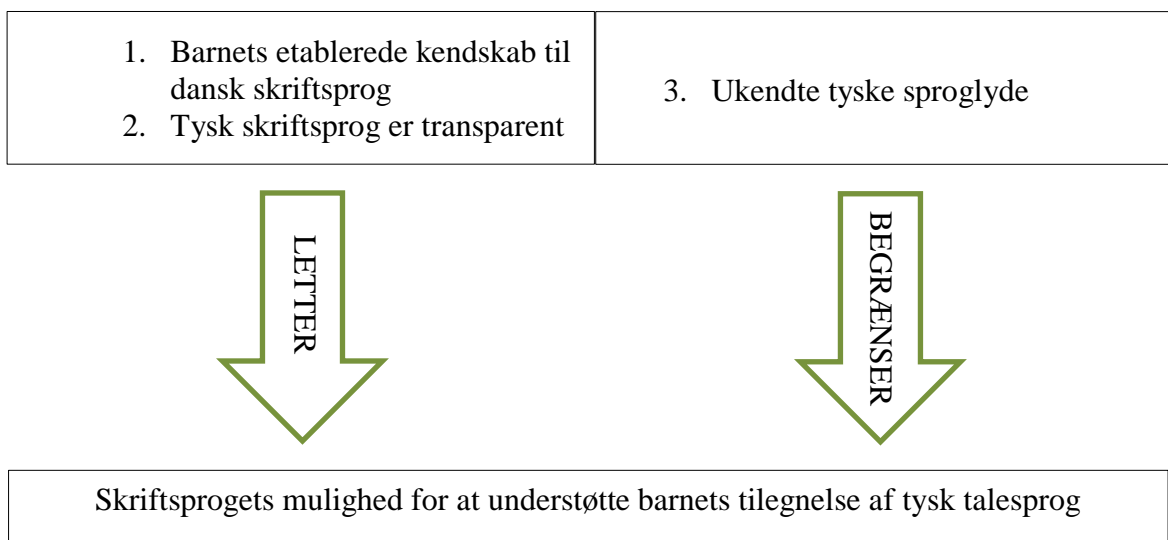 1. Barnets etablerede kendskab til
dansk skriftsprog
2. Tysk skriftsprog er transparent
3. Ukendte tyske sproglyde
LETTER
BEGRÆNSER
Skriftsprogets mulighed for at understøtte barnets tilegnelse af tysk talesprog